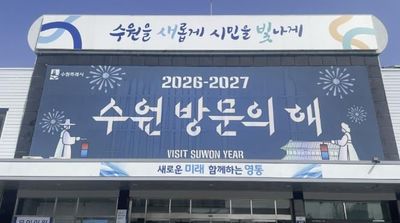 수원을 새롭게 시민을 빛나게
수원특례시
2026-2027
수원 방문의 해
VISIT SUWON YEAR
새로운 미래 함께하는 영통